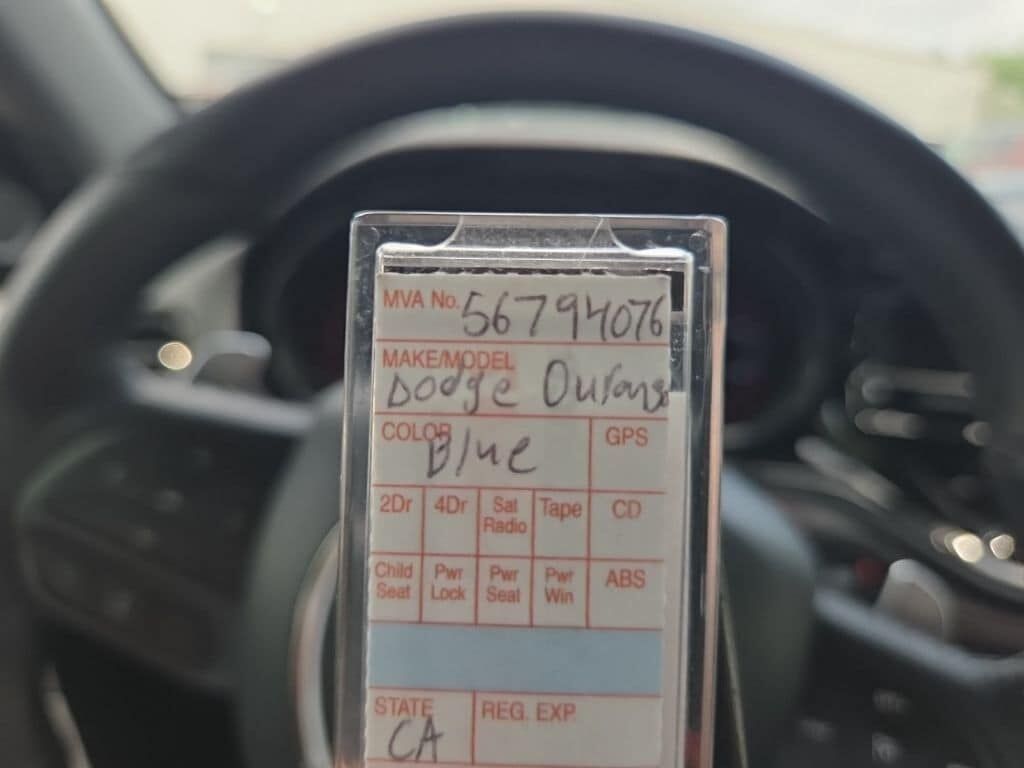 MVA No. 56794076
MAKE/MODEL
Dodge Durango
COLOR Blue GPS
2Dr 4Dr Sat Radio Tape CD
Child Seat Pwr Lock Pwr Seat Pwr Win ABS
STATE REG. EXP.
CA